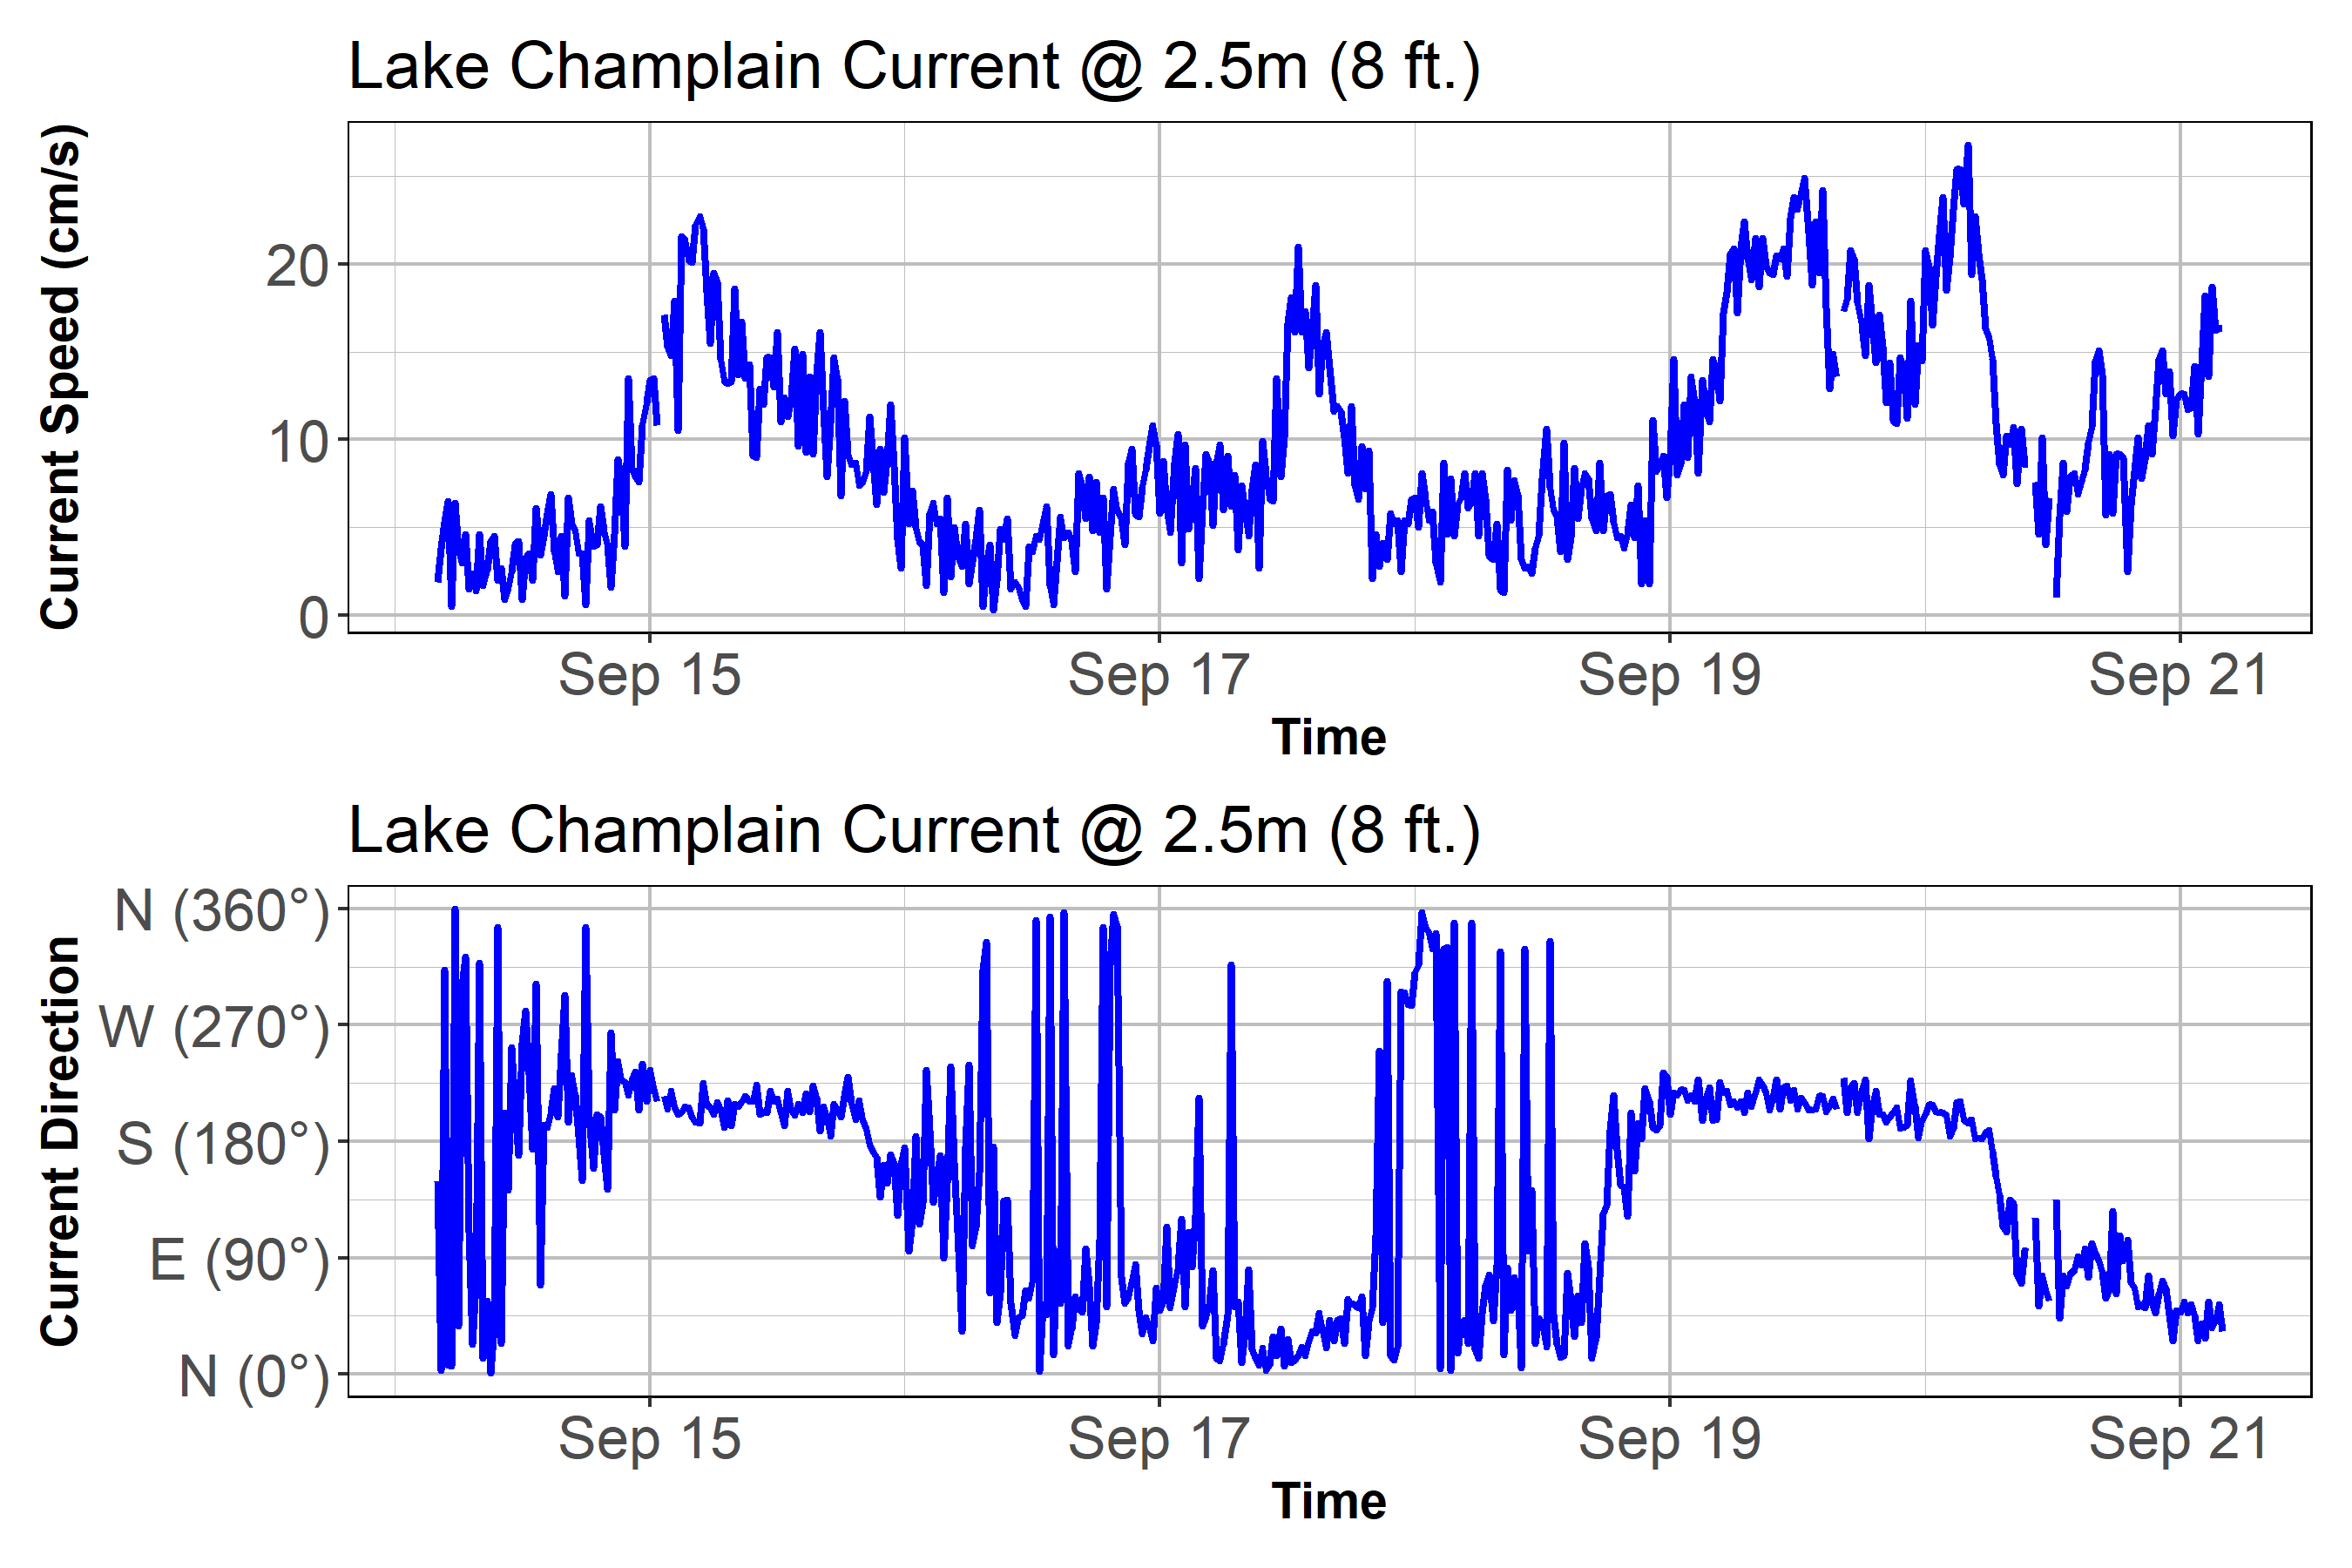 Lake Champlain Current @ 2.5m (8 ft.)
Current Speed (cm/s)
20
10
0
Sep 15
Sep 17
Sep 19
Sep 21
Time
Lake Champlain Current @ 2.5m (8 ft.)
Current Direction
N (360°)
W (270°)
S (180°)
E (90°)
N (0°)
Sep 15
Sep 17
Sep 19
Sep 21
Time